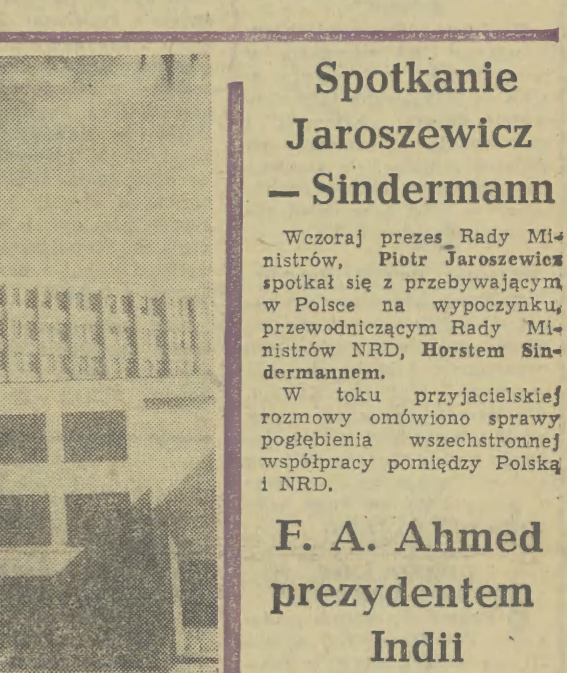 Spotkanie
Jaroszewicz
— Sindermann
Wczoraj prezes Rady Mi-
nistrów, Piotr Jaroszewicz
spotkał się z przebywającym
w Polsce na wypoczynku,
przewodniczącym Rady Mi-
nistrów NRD, Horstem Sin-
dermannem.
W toku przyjacielskiej
rozmowy omówiono sprawy
pogłębienia wszechstronnej
współpracy pomiędzy Polską
i NRD.
F. A. Ahmed
prezydentem
Indii